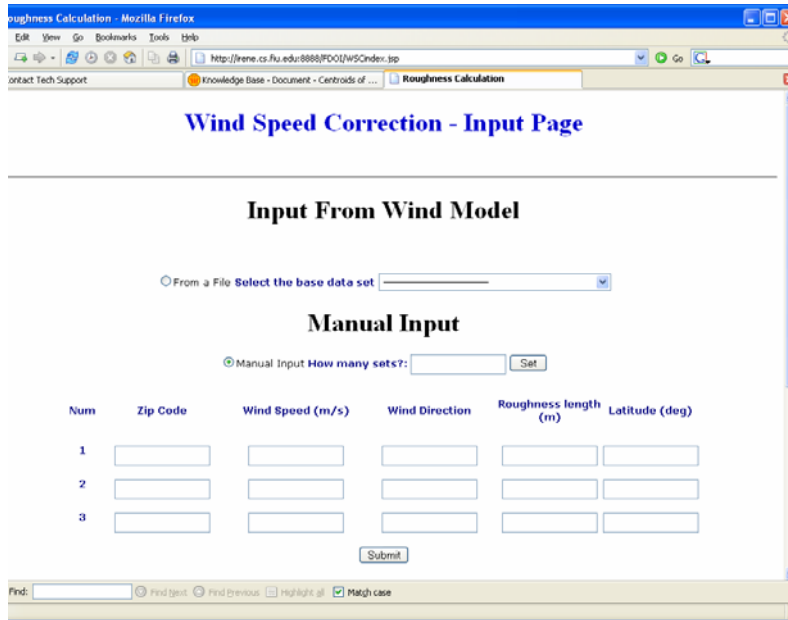 oughness Calculation - Mozilla Firefox
Edit View Go Bookmarks Tools Help
http://irene.cs.fiu.edu:8888/FDOI/WSCindex.jsp Go
Contact Tech Support Knowledge Base - Document - Centroids of ... Roughness Calculation
Wind Speed Correction - Input Page
Input From Wind Model
From a File Select the base data set
Manual Input
Manual Input How many sets?: Set
Num Zip Code Wind Speed (m/s) Wind Direction Roughness length (m) Latitude (deg)
1
2
3
Submit
Find: Find Next Find Previous Highlight all Match case